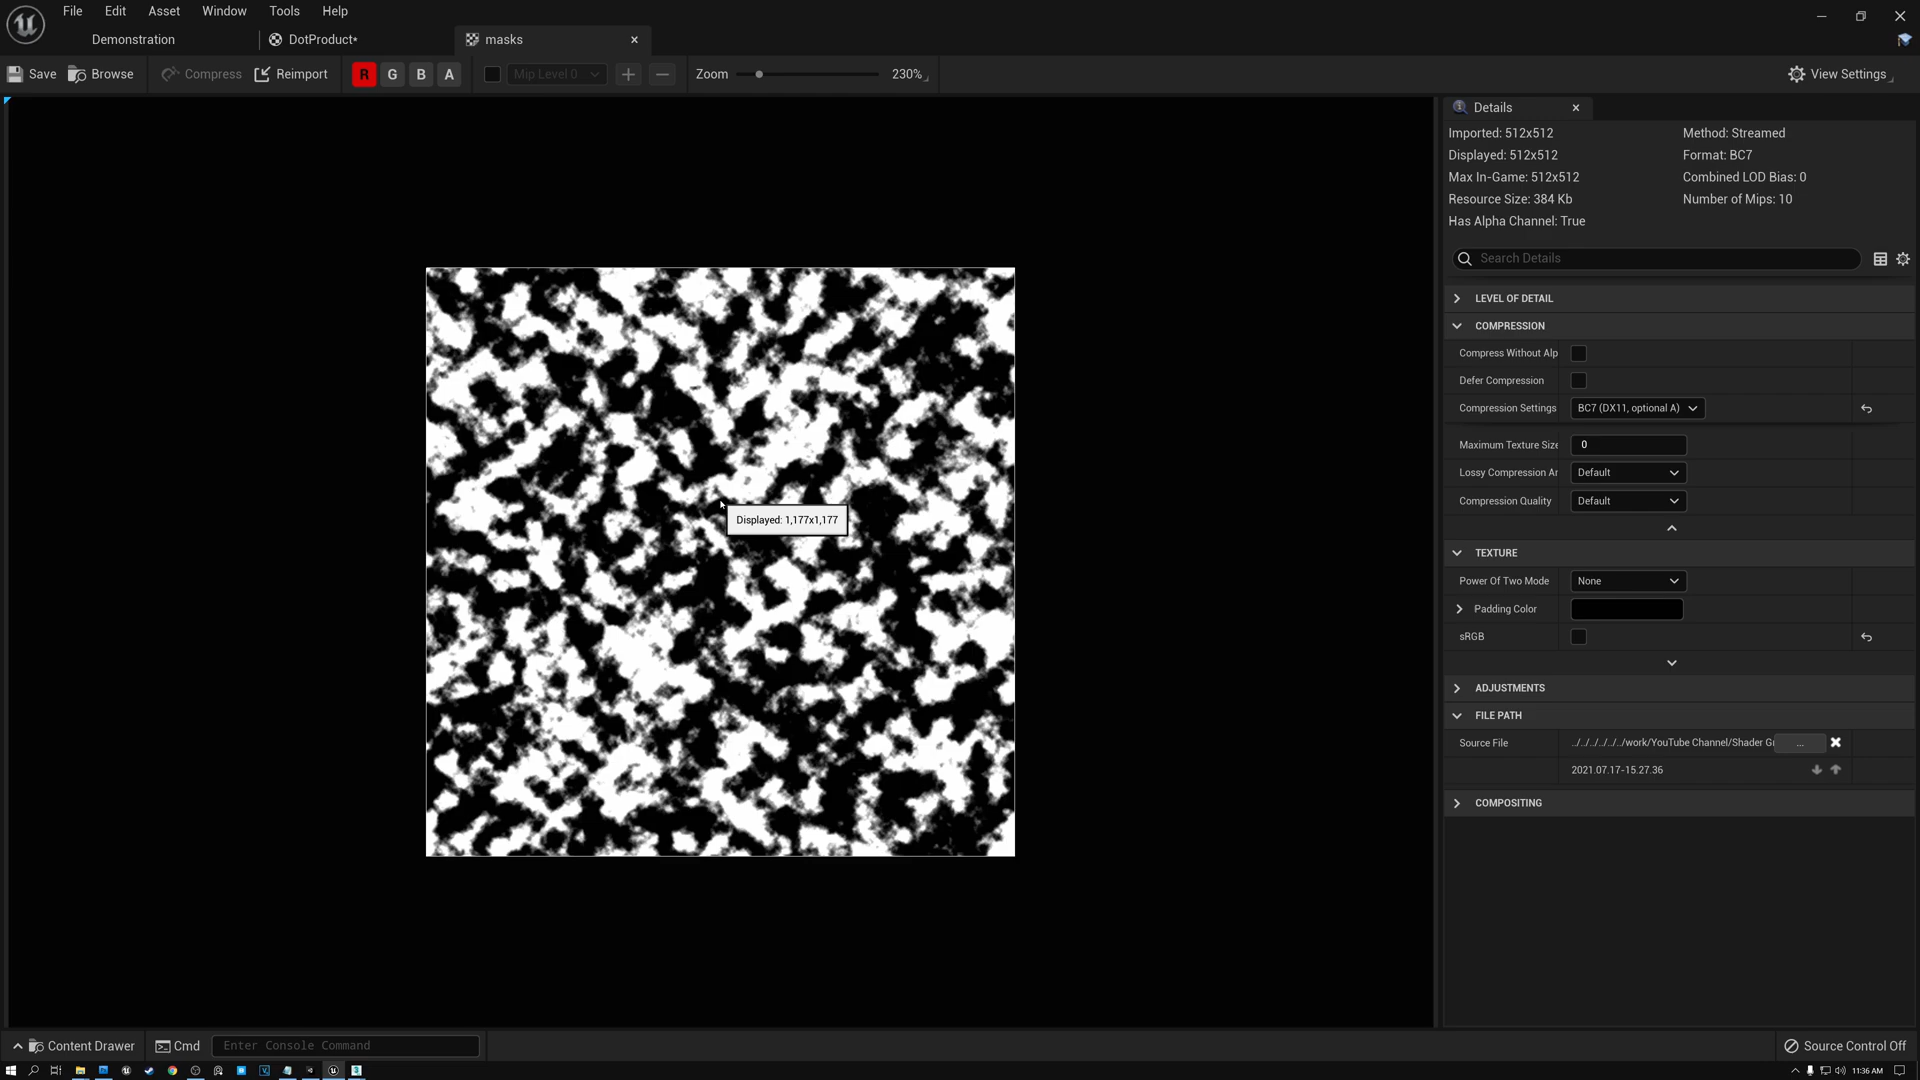 File Edit Asset Window Tools Help
Demonstration DotProduct* masks
Save Browse Compress Reimport R G B A Mip Level 0 Zoom 230% View Settings
Details
Imported: 512x512 Method: Streamed
Displayed: 512x512 Format: BC7
Max In-Game: 512x512 Combined LOD Bias: 0
Resource Size: 384 Kb Number of Mips: 10
Has Alpha Channel: True
Search Details
LEVEL OF DETAIL
COMPRESSION
Compress Without Alp
Defer Compression
Compression Settings BC7 (DX11, optional A)
Maximum Texture Size 0
Lossy Compression Ar Default
Compression Quality Default
Displayed: 1,177x1,177
TEXTURE
Power Of Two Mode None
Padding Color
sRGB
ADJUSTMENTS
FILE PATH
Source File ../../../../../../work/YouTube Channel/Shader Gr ...
2021.07.17-15.27.36
COMPOSITING
Content Drawer Cmd Enter Console Command Source Control Off
11:36 AM